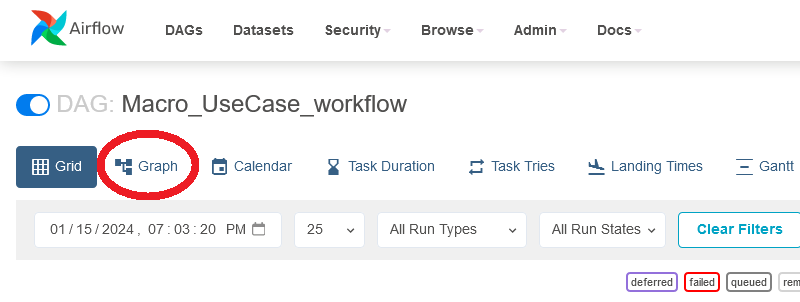 Airflow DAGs Datasets Security Browse Admin Docs
DAG: Macro_UseCase_workflow
Grid Graph Calendar Task Duration Task Tries Landing Times Gantt
01/15/2024, 07:03:20 PM 25 All Run Types All Run States Clear Filters
deferred failed queued